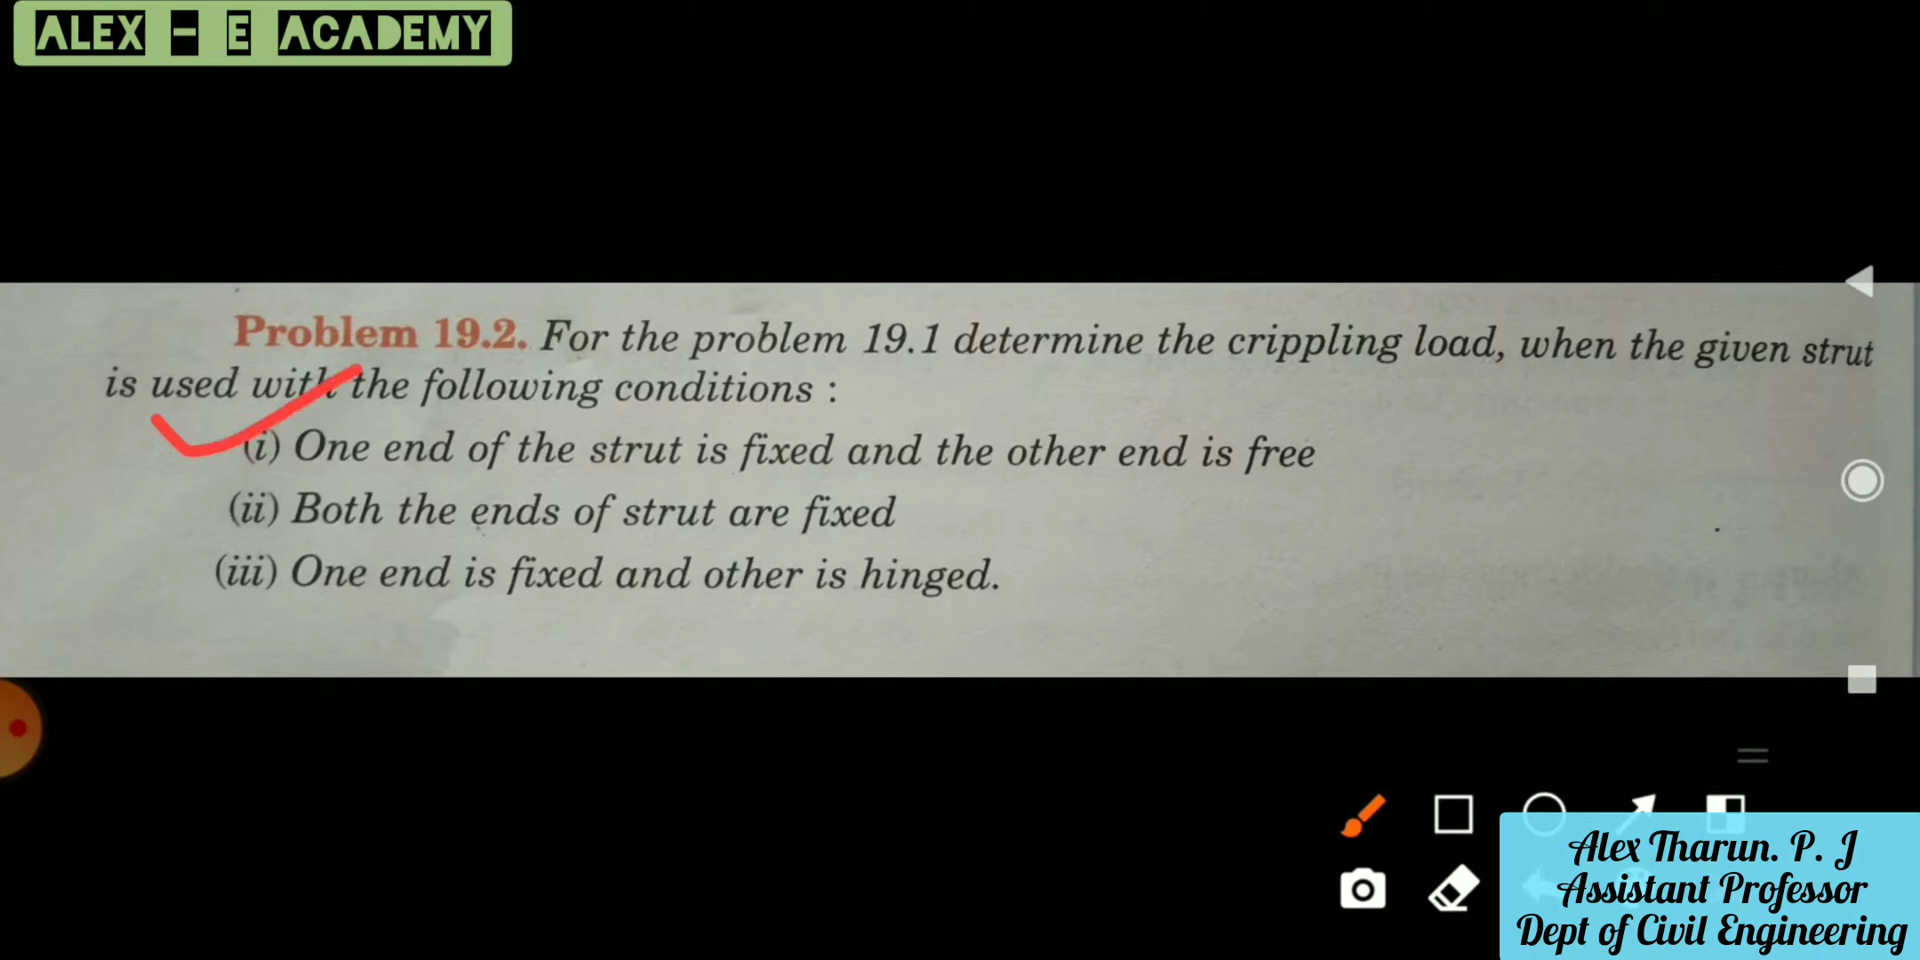 ALEX - E ACADEMY
Problem 19.2. For the problem 19.1 determine the crippling load, when the given strut
is used with the following conditions :
(i) One end of the strut is fixed and the other end is free
(ii) Both the ends of strut are fixed
(iii) One end is fixed and other is hinged.
Alex Tharun. P. J
Assistant Professor
Dept of Civil Engineering